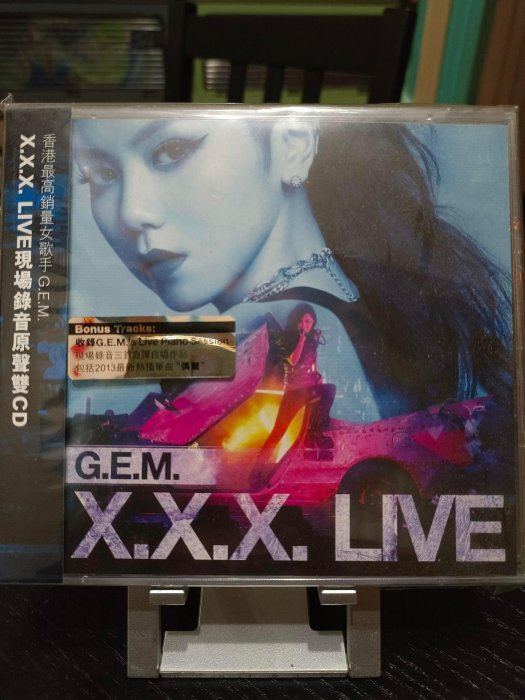 香港最高銷量女歌手 G.E.M.
X.X.X. LIVE現場錄音原聲雙CD
Bonus Tracks:
收錄G.E.M.'s Live Piano Session
現場錄音三首自彈自唱作品
包括2013最新熱播單曲"偶爾"
G.E.M.
X.X.X. LIVE